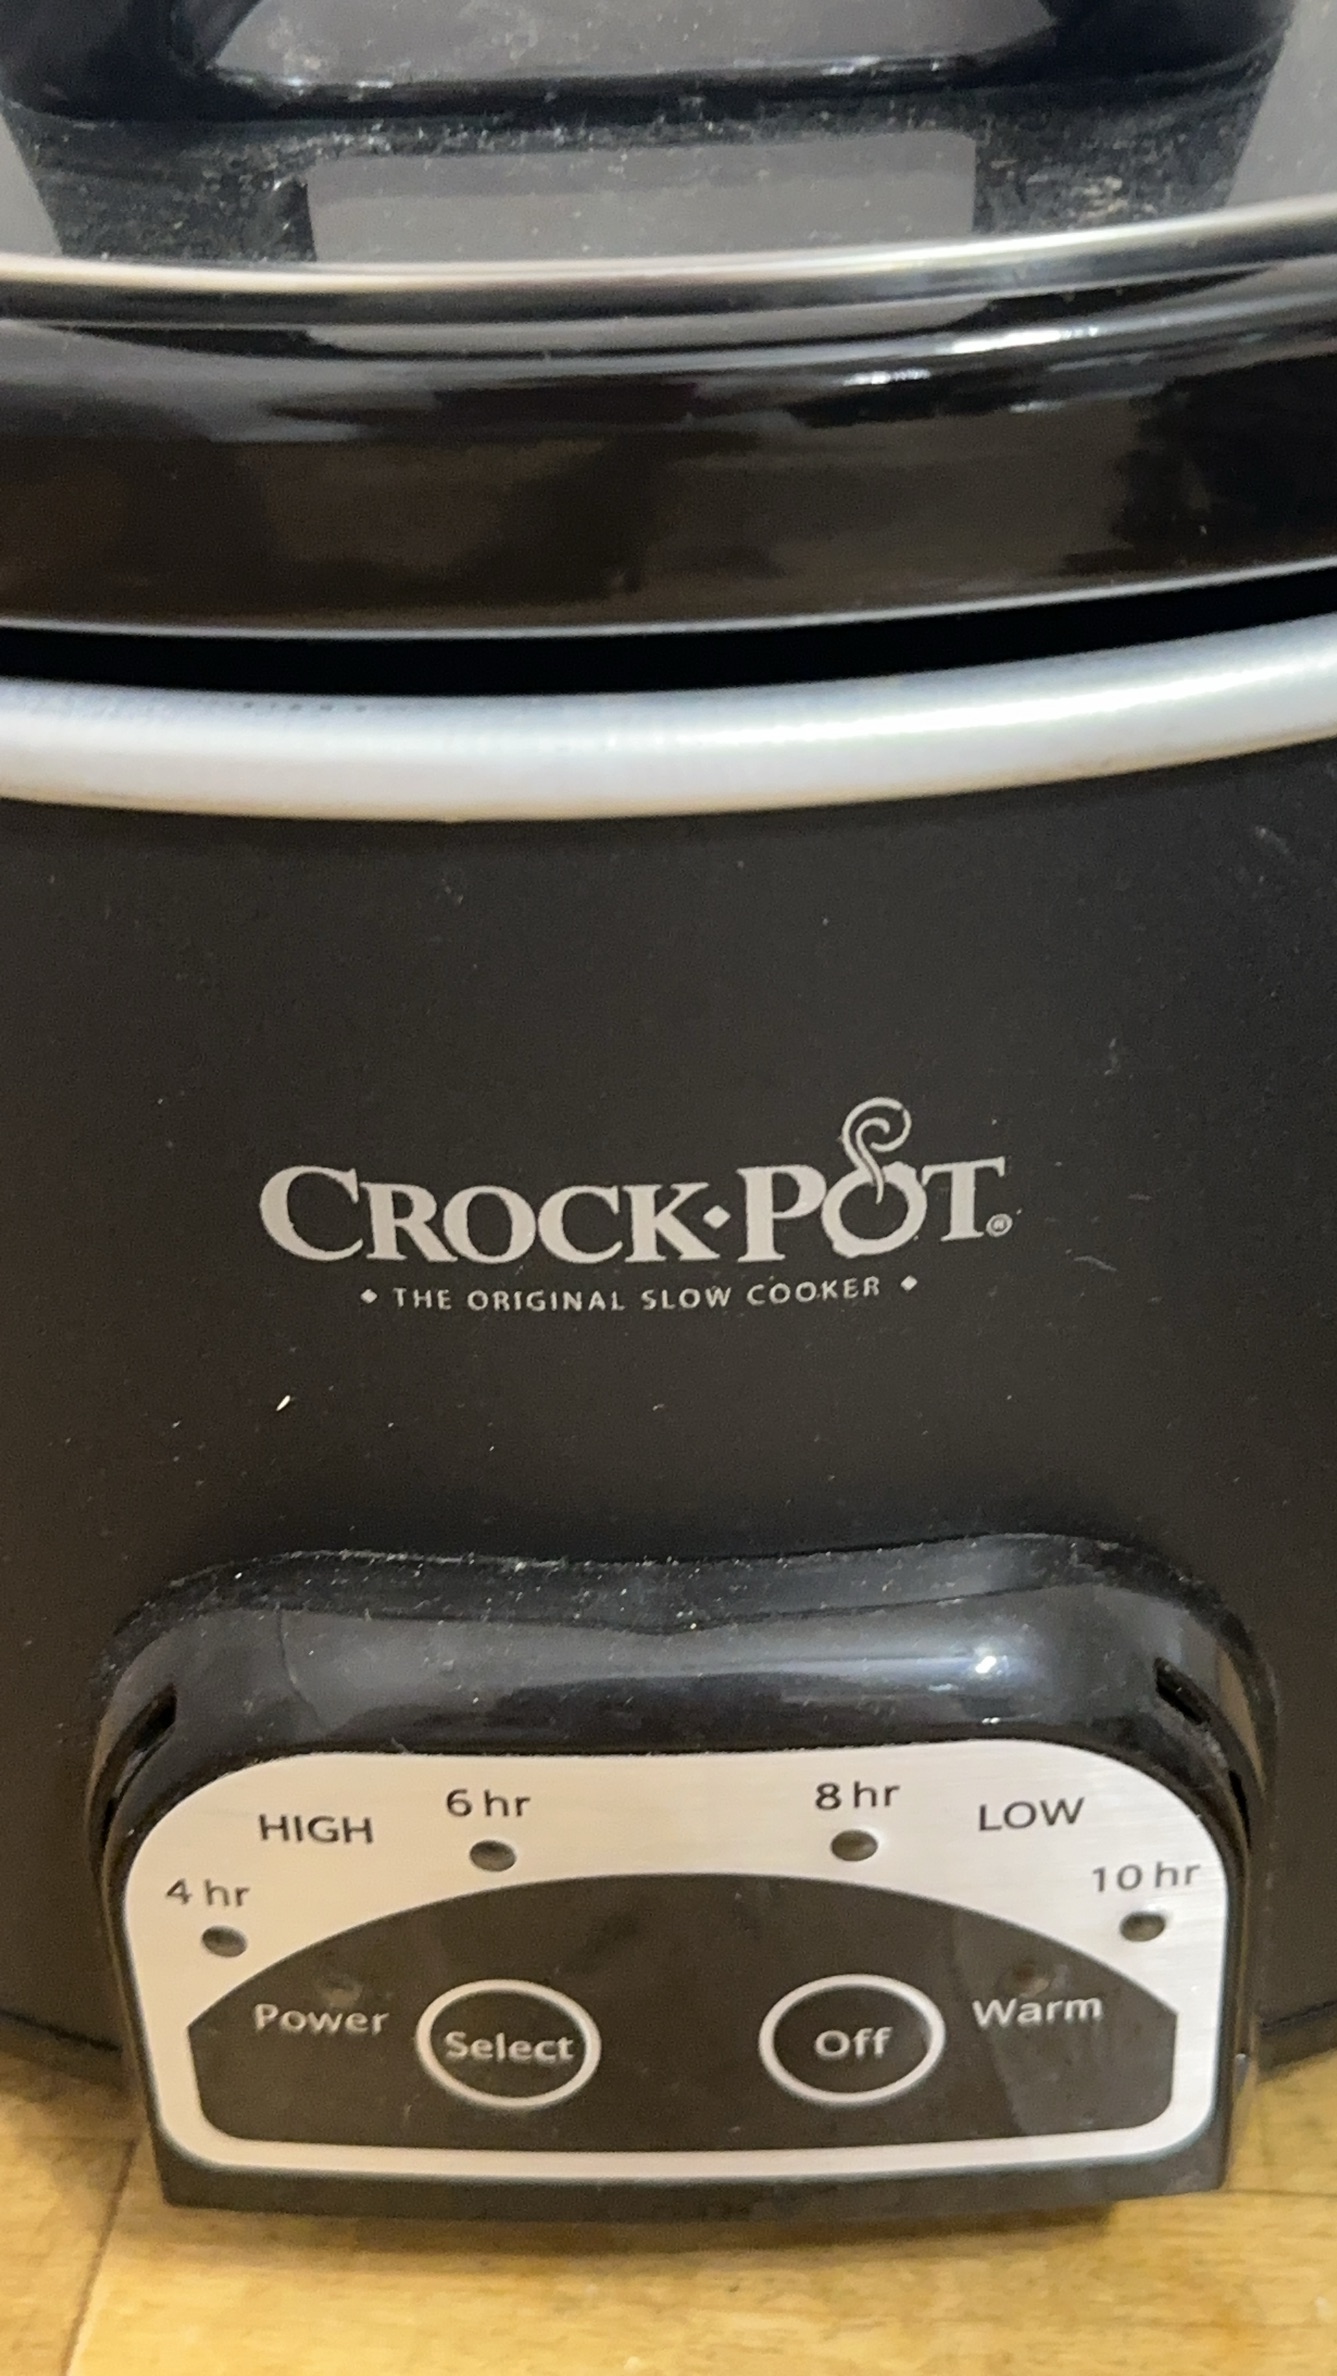 CROCK·POT®
• THE ORIGINAL SLOW COOKER •
6 hr 8 hr
HIGH LOW
4 hr 10 hr
Power Select Off Warm